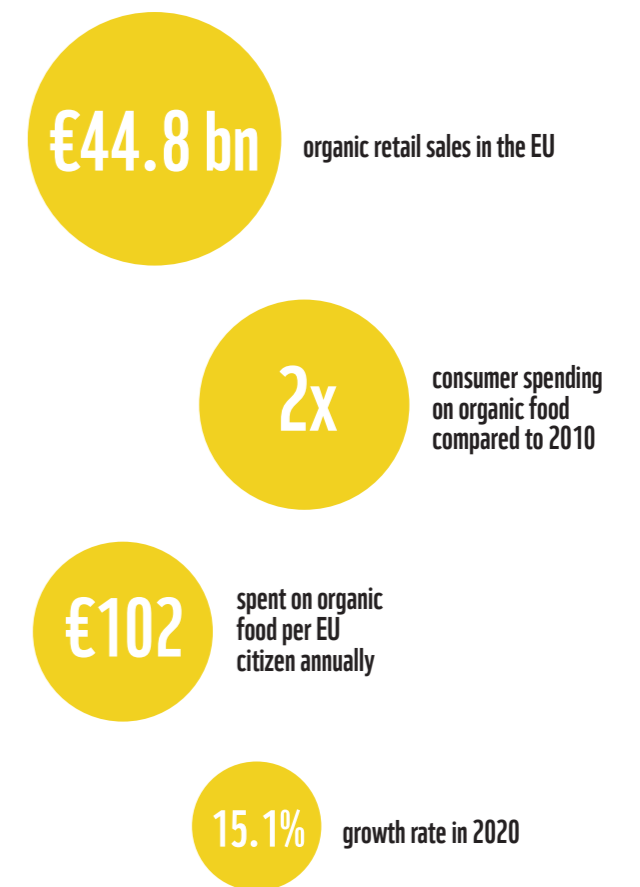 €44.8 bn
organic retail sales in the EU
2x
consumer spending
on organic food
compared to 2010
€102
spent on organic
food per EU
citizen annually
15.1%
growth rate in 2020